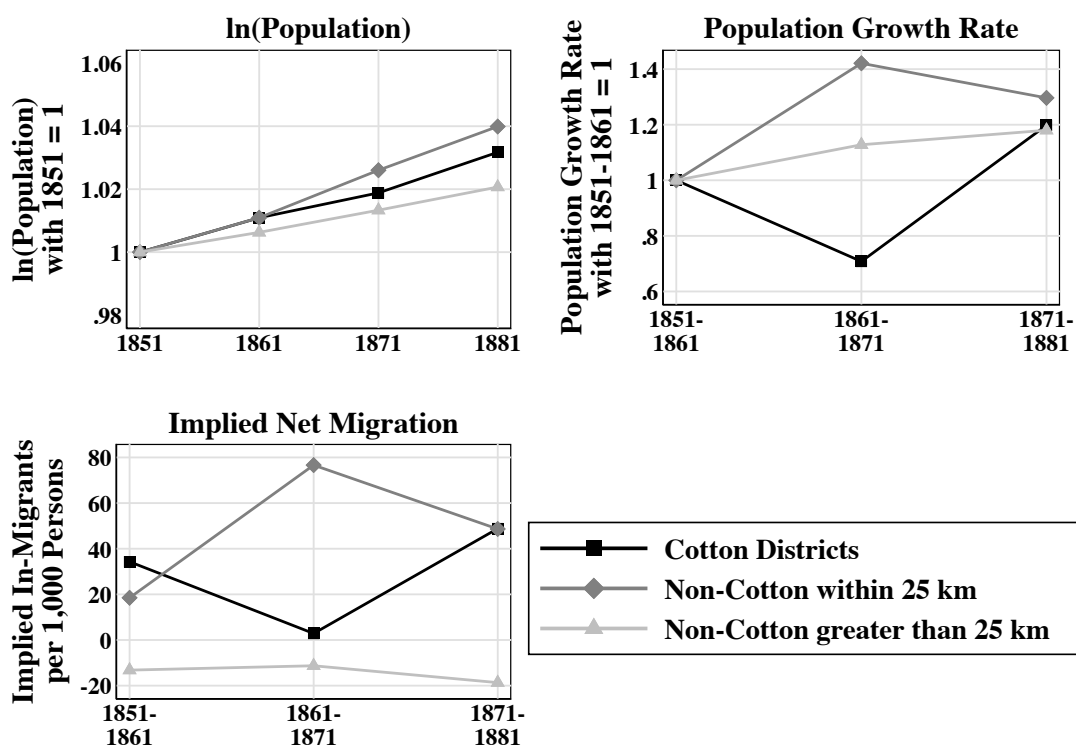 ln(Population)
ln(Population)
with 1851 = 1
1.06
1.04
1.02
1
.98
1851
1861
1871
1881
Population Growth Rate
Population Growth Rate
with 1851-1861 = 1
1.4
1.2
1
.8
.6
1851-
1861
1861-
1871
1871-
1881
Implied Net Migration
Implied In-Migrants
per 1,000 Persons
80
60
40
20
0
-20
1851-
1861
1861-
1871
1871-
1881
Cotton Districts
Non-Cotton within 25 km
Non-Cotton greater than 25 km